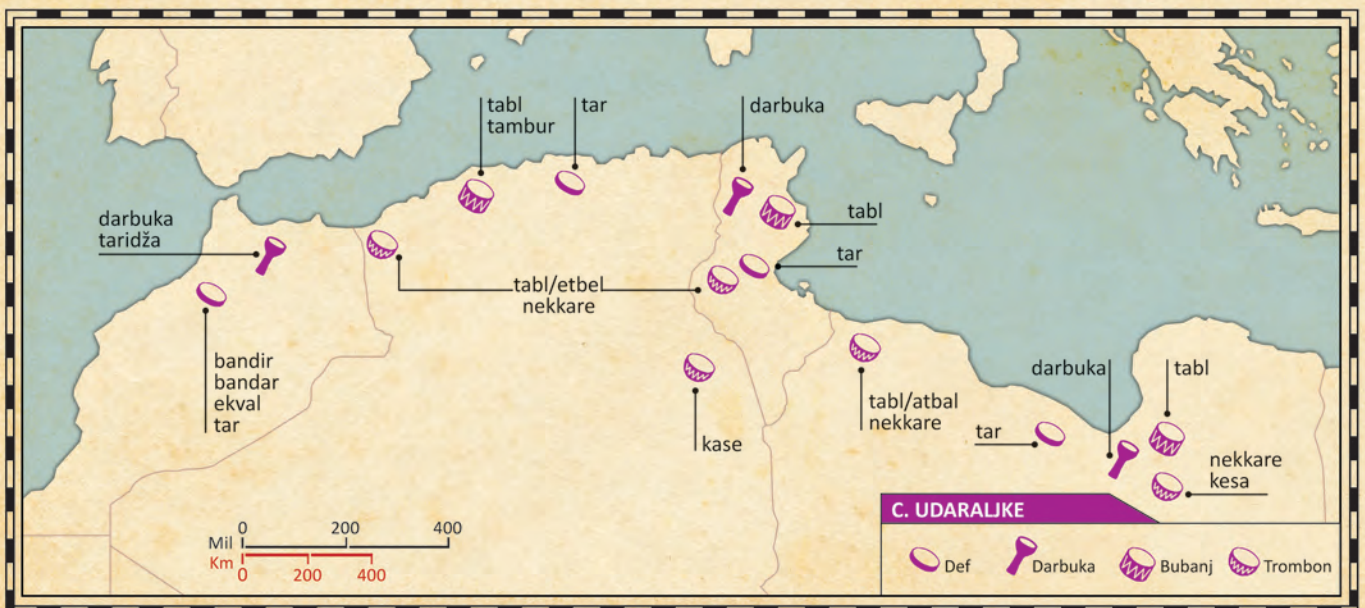 tabl
tambur
tar
darbuka
darbuka
taridža
tabl
tar
tabl/etbel
nekkare
bandir
bandar
ekval
tar
kase
tabl/atbal
nekkare
darbuka
tabl
tar
nekkare
kesa
C. UDARALJKE
Def
Darbuka
Bubanj
Trombon
0 200 400
Mil
Km
0 200 400